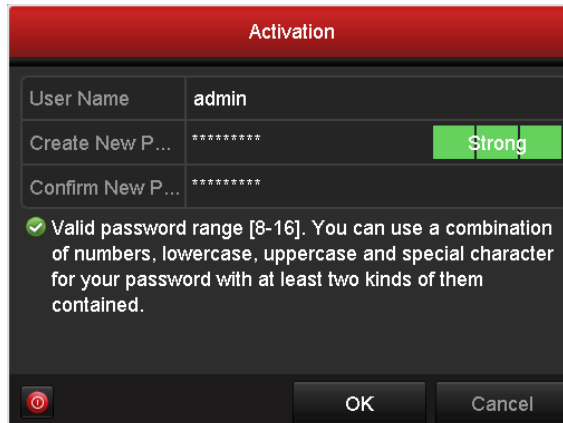 Activation
User Name admin
Create New P... ********* Strong
Confirm New P... *********
Valid password range [8-16]. You can use a combination
of numbers, lowercase, uppercase and special character
for your password with at least two kinds of them
contained.
OK Cancel